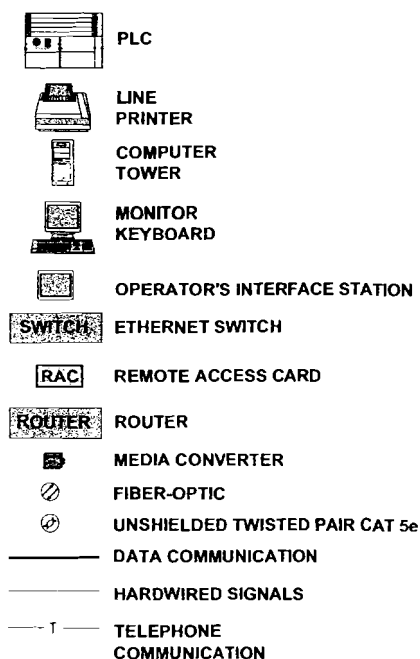 PLC
LINE
PRINTER
COMPUTER
TOWER
MONITOR
KEYBOARD
OPERATOR'S INTERFACE STATION
SWITCH ETHERNET SWITCH
RAC REMOTE ACCESS CARD
ROUTER ROUTER
MEDIA CONVERTER
FIBER-OPTIC
UNSHIELDED TWISTED PAIR CAT 5e
DATA COMMUNICATION
HARDWIRED SIGNALS
T TELEPHONE
COMMUNICATION